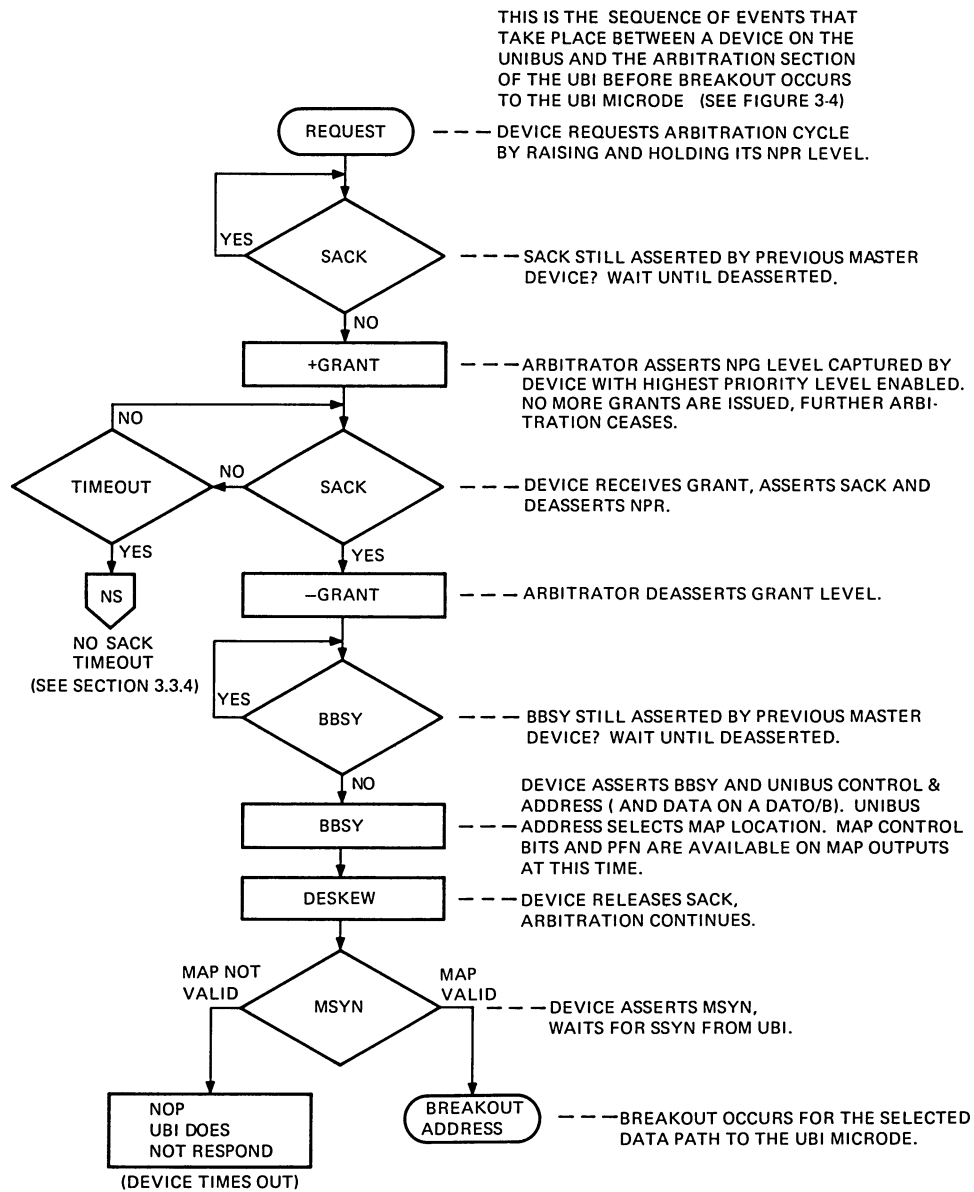 THIS IS THE SEQUENCE OF EVENTS THAT
TAKE PLACE BETWEEN A DEVICE ON THE
UNIBUS AND THE ARBITRATION SECTION
OF THE UBI BEFORE BREAKOUT OCCURS
TO THE UBI MICRODE (SEE FIGURE 3-4)
REQUEST
DEVICE REQUESTS ARBITRATION CYCLE
BY RAISING AND HOLDING ITS NPR LEVEL.
YES
SACK
SACK STILL ASSERTED BY PREVIOUS MASTER
DEVICE? WAIT UNTIL DEASSERTED.
NO
+GRANT
ARBITRATOR ASSERTS NPG LEVEL CAPTURED BY
DEVICE WITH HIGHEST PRIORITY LEVEL ENABLED.
NO MORE GRANTS ARE ISSUED, FURTHER ARBI-
TRATION CEASES.
NO
TIMEOUT
NO
SACK
DEVICE RECEIVES GRANT, ASSERTS SACK AND
DEASSERTS NPR.
YES
YES
NS
−GRANT
ARBITRATOR DEASSERTS GRANT LEVEL.
NO SACK
TIMEOUT
(SEE SECTION 3.3.4)
YES
BBSY
BBSY STILL ASSERTED BY PREVIOUS MASTER
DEVICE? WAIT UNTIL DEASSERTED.
NO
BBSY
DEVICE ASSERTS BBSY AND UNIBUS CONTROL &
ADDRESS ( AND DATA ON A DATO/B). UNIBUS
ADDRESS SELECTS MAP LOCATION. MAP CONTROL
BITS AND PFN ARE AVAILABLE ON MAP OUTPUTS
AT THIS TIME.
DESKEW
DEVICE RELEASES SACK,
ARBITRATION CONTINUES.
MAP NOT
VALID
MSYN
MAP
VALID
DEVICE ASSERTS MSYN,
WAITS FOR SSYN FROM UBI.
NOP
UBI DOES
NOT RESPOND
(DEVICE TIMES OUT)
BREAKOUT
ADDRESS
BREAKOUT OCCURS FOR THE SELECTED
DATA PATH TO THE UBI MICRODE.